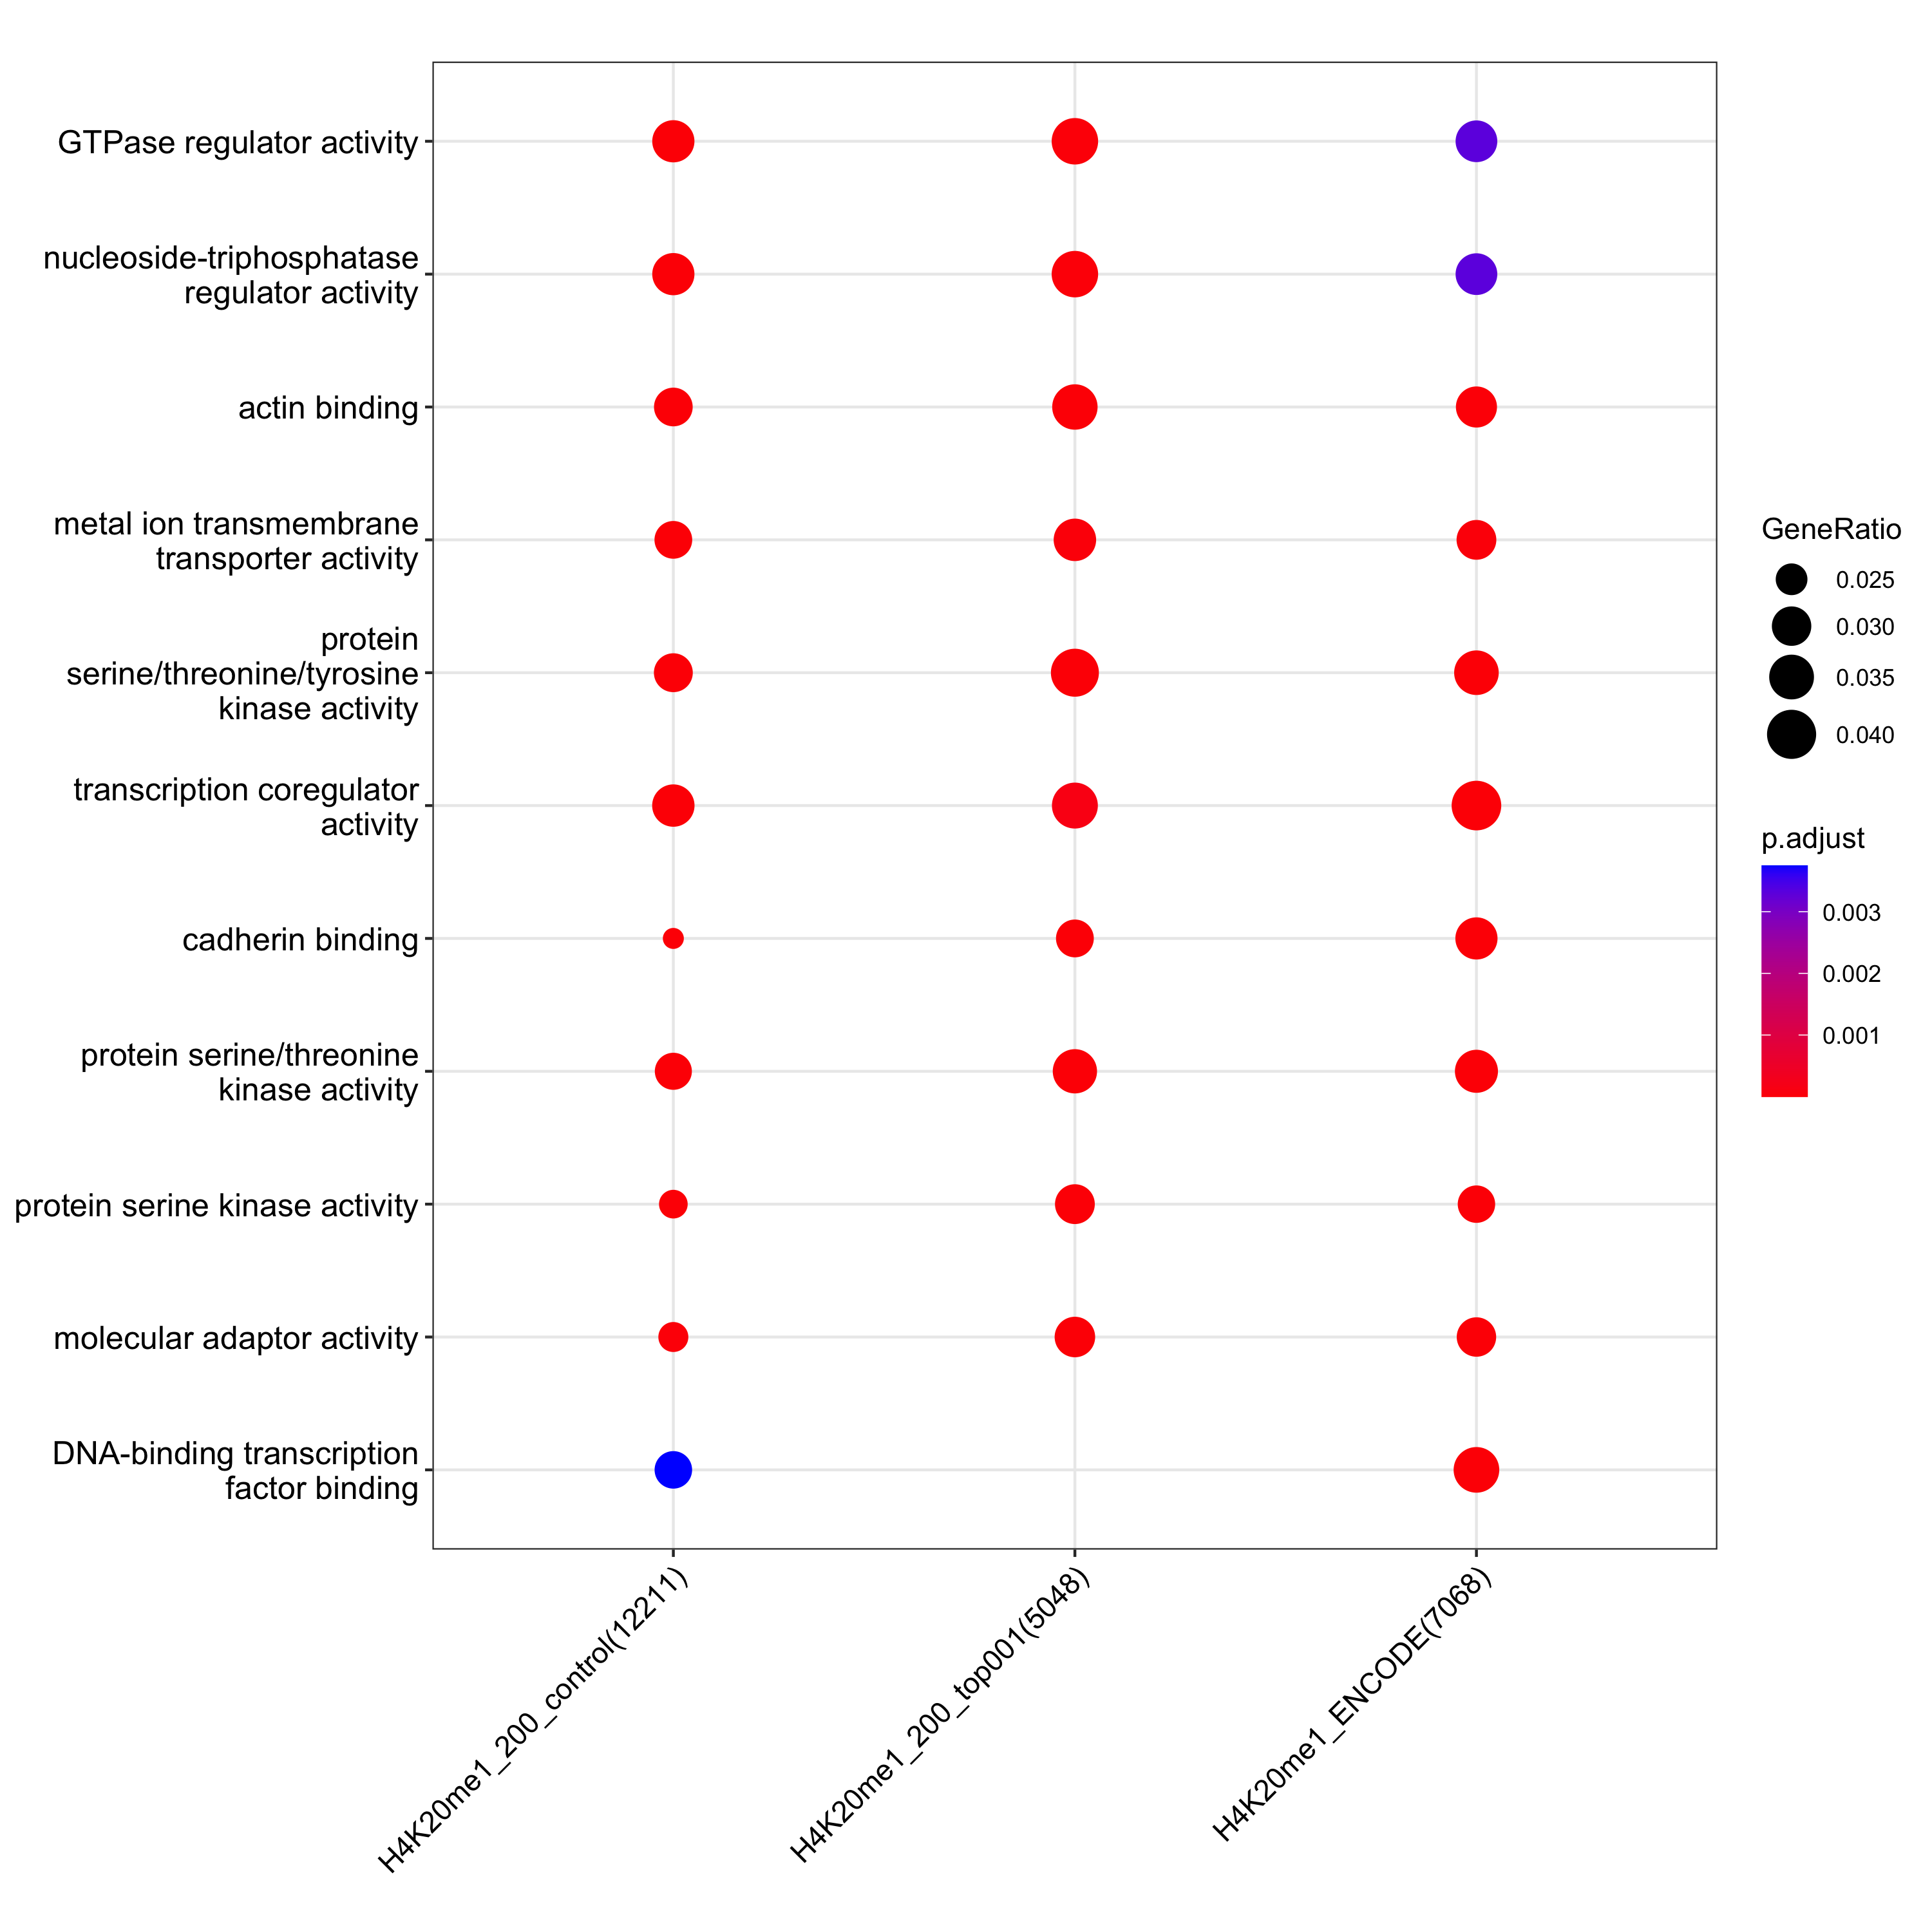 GTPase regulator activity
nucleoside-triphosphatase
regulator activity
actin binding
metal ion transmembrane
transporter activity
protein
serine/threonine/tyrosine
kinase activity
transcription coregulator
activity
cadherin binding
protein serine/threonine
kinase activity
protein serine kinase activity
molecular adaptor activity
DNA-binding transcription
factor binding
H4K20me1_200_control(12211)
H4K20me1_200_top001(5048)
H4K20me1_ENCODE(7068)
GeneRatio
0.025
0.030
0.035
0.040
p.adjust
0.003
0.002
0.001